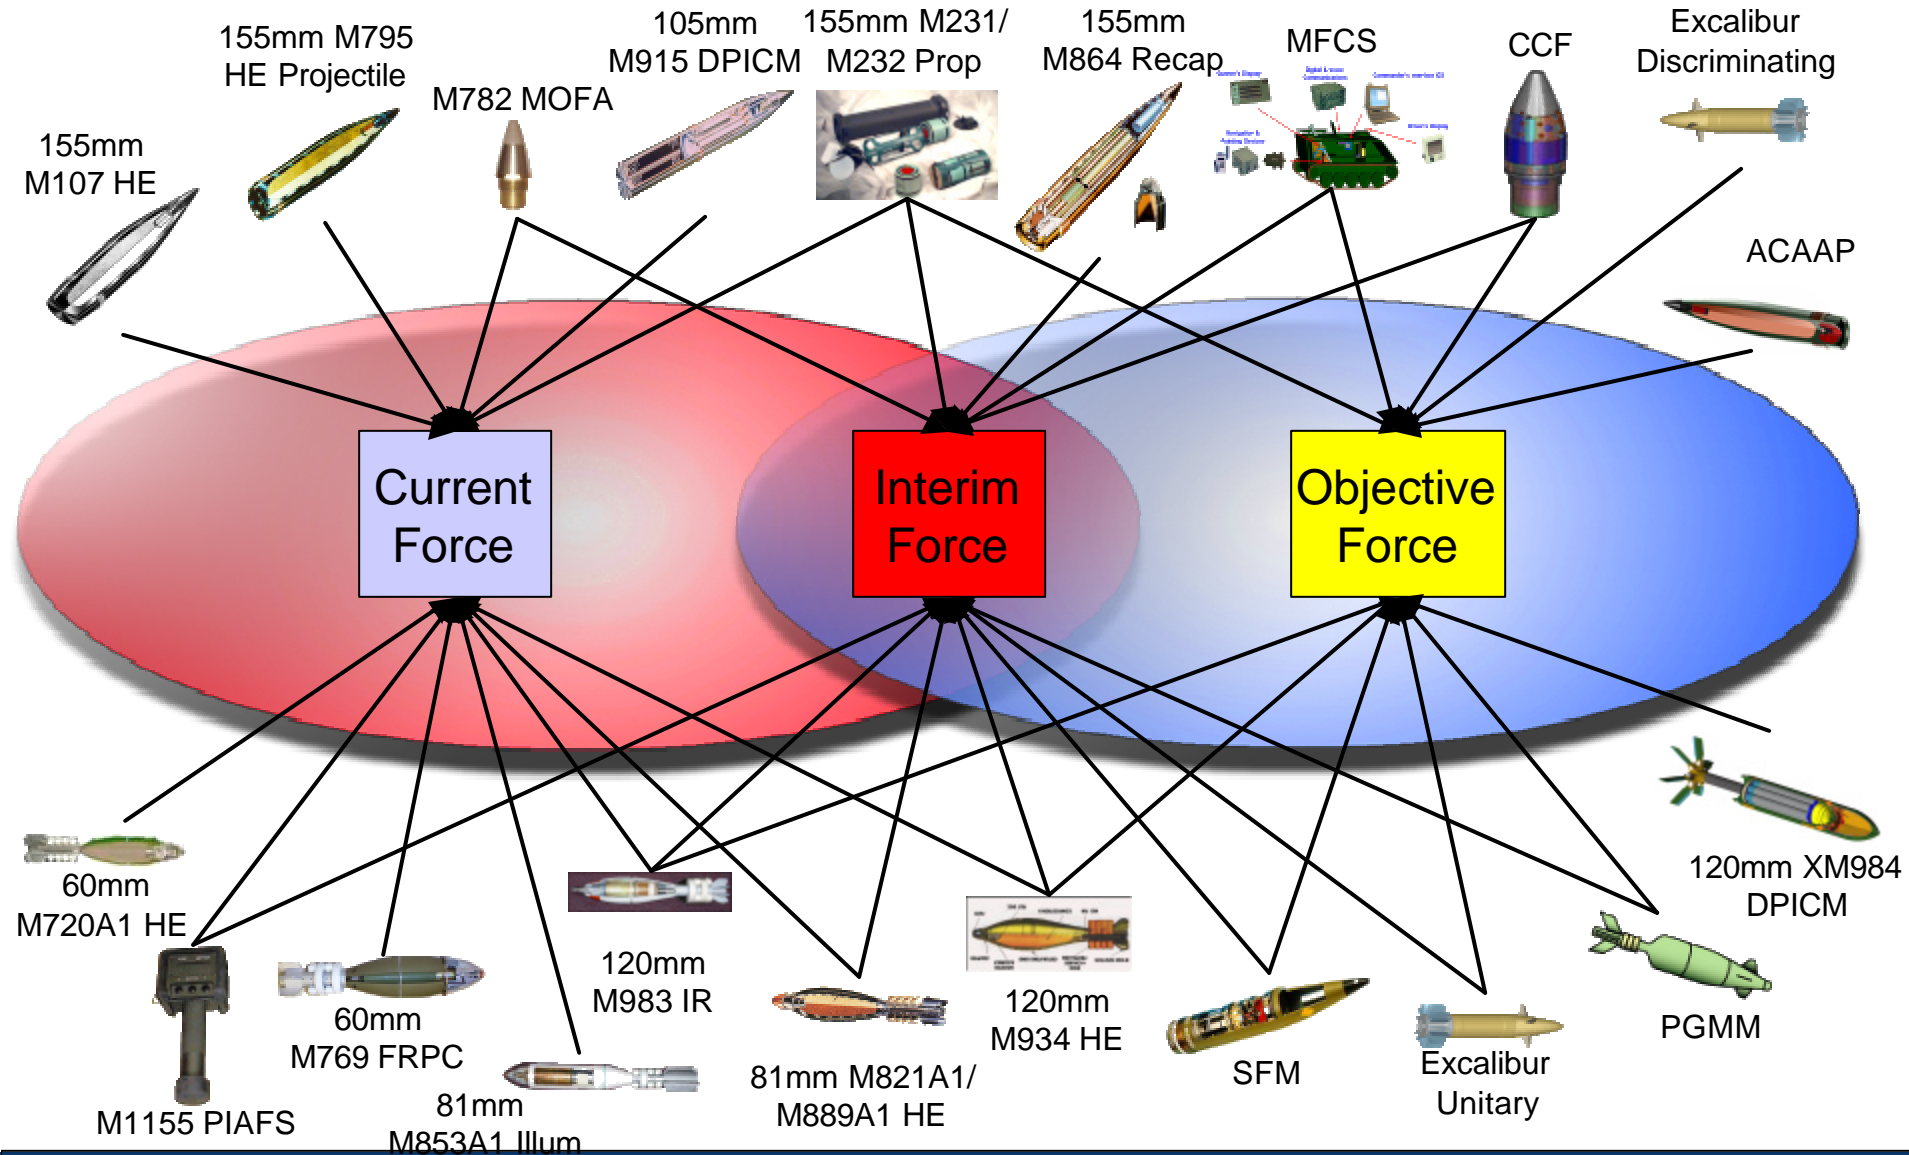 155mm M795
HE Projectile
105mm
M915 DPICM
155mm M231/
M232 Prop
155mm
M864 Recap
MFCS
CCF
Excalibur
Discriminating
M782 MOFA
155mm
M107 HE
ACAAP
Current
Force
Interim
Force
Objective
Force
60mm
M720A1 HE
120mm XM984
DPICM
120mm
M983 IR
120mm
M934 HE
PGMM
60mm
M769 FRPC
81mm M821A1/
M889A1 HE
SFM
Excalibur
Unitary
M1155 PIAFS
81mm
M853A1 Illum